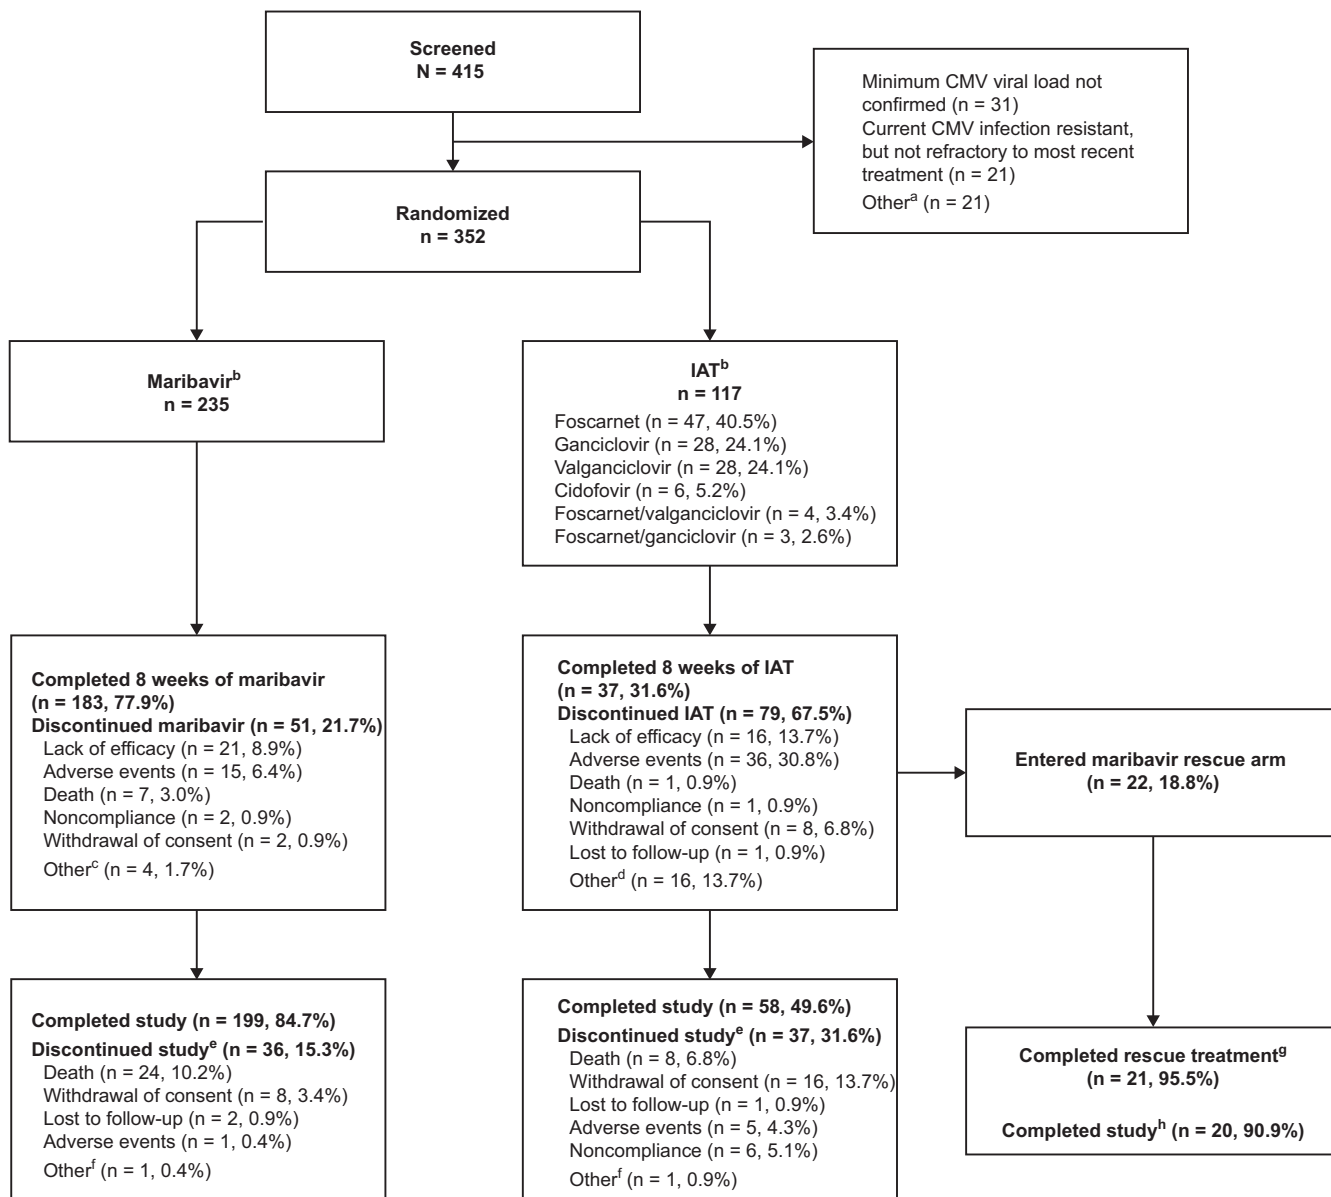 Screened
N = 415
Minimum CMV viral load not
confirmed (n = 31)
Current CMV infection resistant,
but not refractory to most recent
treatment (n = 21)
Otherᵃ (n = 21)
Randomized
n = 352
Maribavirᵇ
n = 235
IATᵇ
n = 117
Foscarnet (n = 47, 40.5%)
Ganciclovir (n = 28, 24.1%)
Valganciclovir (n = 28, 24.1%)
Cidofovir (n = 6, 5.2%)
Foscarnet/valganciclovir (n = 4, 3.4%)
Foscarnet/ganciclovir (n = 3, 2.6%)
Completed 8 weeks of maribavir
(n = 183, 77.9%)
Discontinued maribavir (n = 51, 21.7%)
Lack of efficacy (n = 21, 8.9%)
Adverse events (n = 15, 6.4%)
Death (n = 7, 3.0%)
Noncompliance (n = 2, 0.9%)
Withdrawal of consent (n = 2, 0.9%)
Otherᶜ (n = 4, 1.7%)
Completed 8 weeks of IAT
(n = 37, 31.6%)
Discontinued IAT (n = 79, 67.5%)
Lack of efficacy (n = 16, 13.7%)
Adverse events (n = 36, 30.8%)
Death (n = 1, 0.9%)
Noncompliance (n = 1, 0.9%)
Withdrawal of consent (n = 8, 6.8%)
Lost to follow-up (n = 1, 0.9%)
Otherᵈ (n = 16, 13.7%)
Entered maribavir rescue arm
(n = 22, 18.8%)
Completed study (n = 199, 84.7%)
Discontinued studyᵉ (n = 36, 15.3%)
Death (n = 24, 10.2%)
Withdrawal of consent (n = 8, 3.4%)
Lost to follow-up (n = 2, 0.9%)
Adverse events (n = 1, 0.4%)
Otherᶠ (n = 1, 0.4%)
Completed study (n = 58, 49.6%)
Discontinued studyᵉ (n = 37, 31.6%)
Death (n = 8, 6.8%)
Withdrawal of consent (n = 16, 13.7%)
Lost to follow-up (n = 1, 0.9%)
Adverse events (n = 5, 4.3%)
Noncompliance (n = 6, 5.1%)
Otherᶠ (n = 1, 0.9%)
Completed rescue treatmentᵍ
(n = 21, 95.5%)
Completed studyʰ (n = 20, 90.9%)